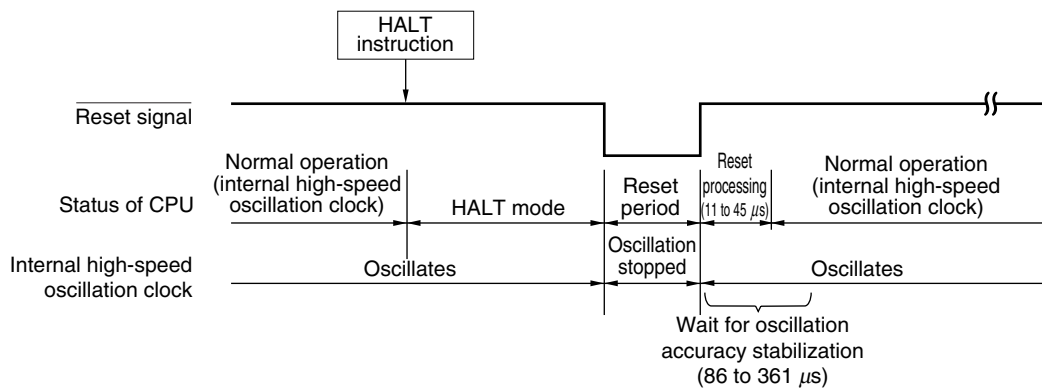 HALT
instruction
Reset signal
Normal operation
(internal high-speed
oscillation clock)
Status of CPU
HALT mode
Reset
period
Reset
processing
(11 to 45 μs)
Normal operation
(internal high-speed
oscillation clock)
Internal high-speed
oscillation clock
Oscillates
Oscillation
stopped
Oscillates
Wait for oscillation
accuracy stabilization
(86 to 361 μs)